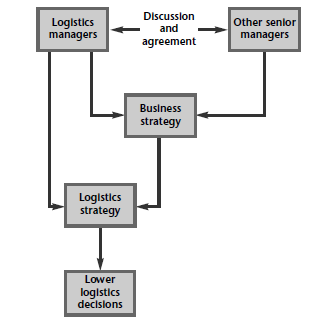 Logistics
managers
Discussion
and
agreement
Other senior
managers
Business
strategy
Logistics
strategy
Lower
logistics
decisions